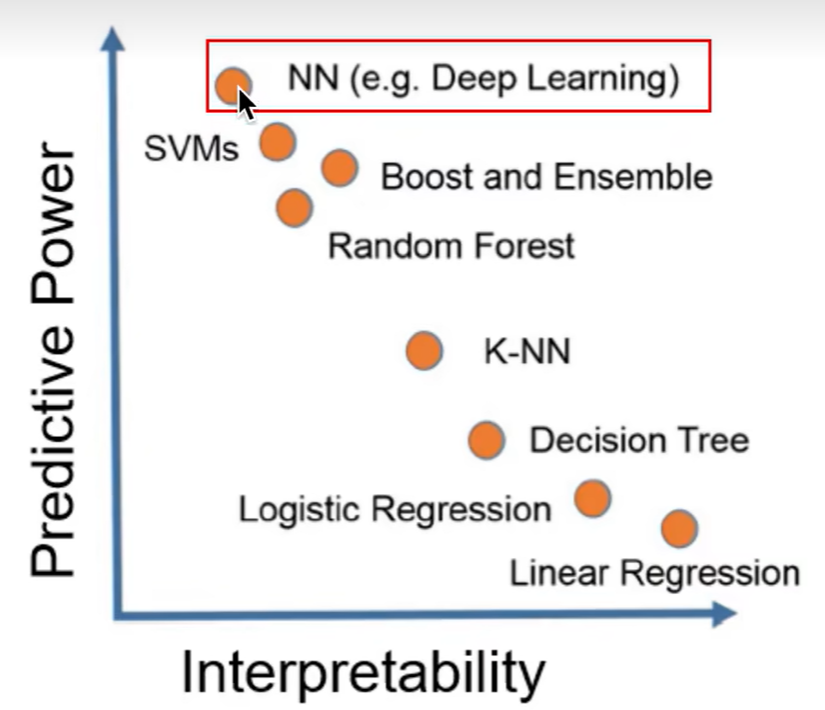 NN (e.g. Deep Learning)
SVMs
Boost and Ensemble
Random Forest
K-NN
Decision Tree
Logistic Regression
Linear Regression
Predictive Power
Interpretability